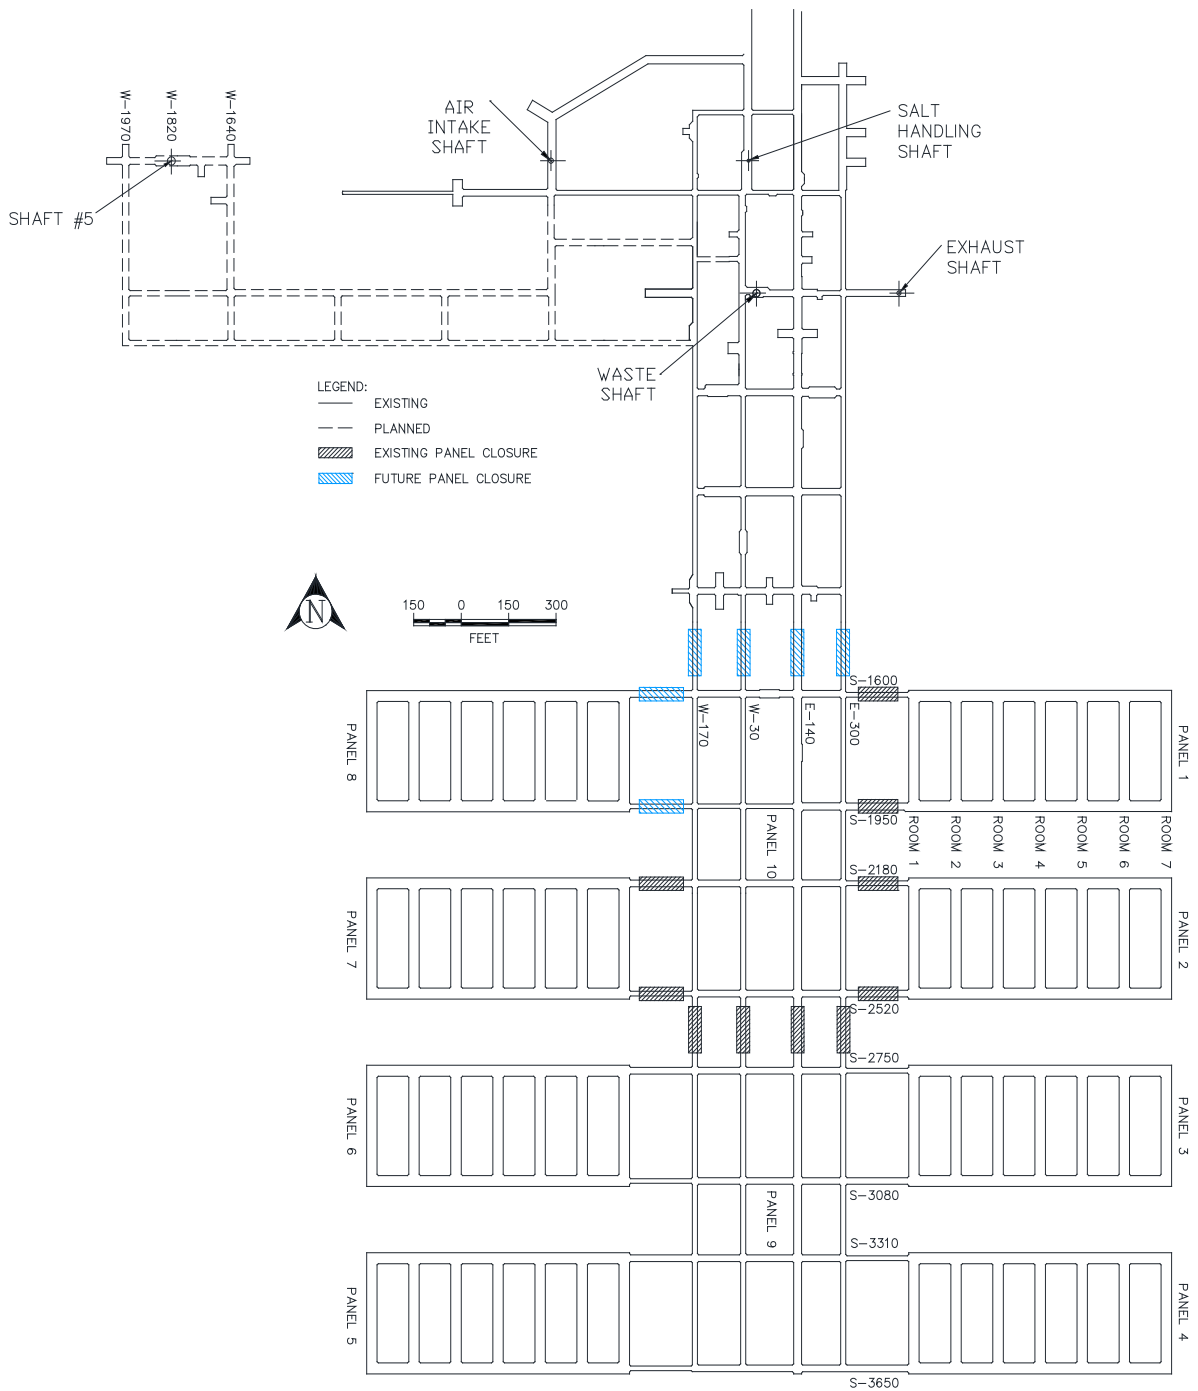 W-1970
W-1820
W-1640
SHAFT #5
AIR
INTAKE
SHAFT
SALT
HANDLING
SHAFT
EXHAUST
SHAFT
WASTE
SHAFT
LEGEND:
EXISTING
PLANNED
EXISTING PANEL CLOSURE
FUTURE PANEL CLOSURE
N
150 0 150 300
FEET
S-1600
W-170
W-30
E-140
E-300
PANEL 8
PANEL 1
S-1950
PANEL 10
ROOM 1
ROOM 2
ROOM 3
ROOM 4
ROOM 5
ROOM 6
ROOM 7
S-2180
PANEL 7
PANEL 2
S-2520
S-2750
PANEL 6
PANEL 3
S-3080
PANEL 9
S-3310
PANEL 5
PANEL 4
S-3650